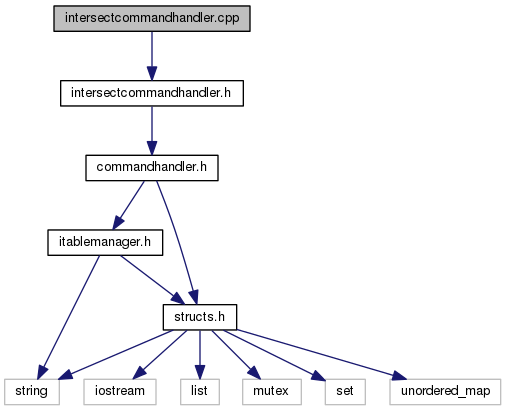 intersectcommandhandler.cpp
intersectcommandhandler.h
commandhandler.h
itablemanager.h
structs.h
string
iostream
list
mutex
set
unordered_map